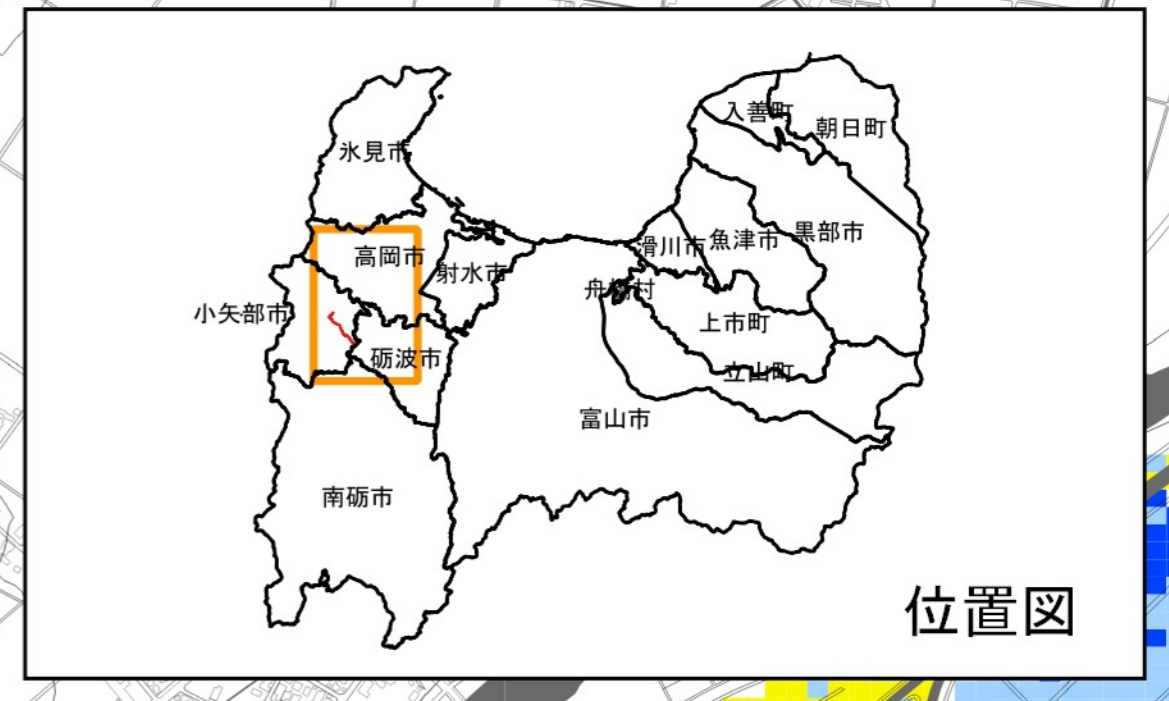 入善町
朝日町
氷見市
黒部市
魚津市
滑川市
高岡市
射水市
舟橋村
小矢部市
上市町
砺波市
立山町
富山市
南砺市
位置図